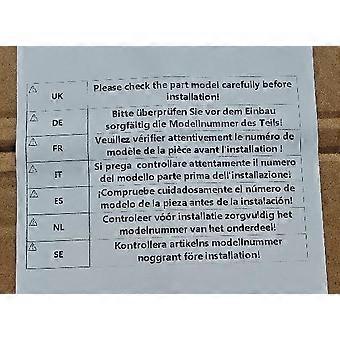 UK
Please check the part model carefully before
installation!
DE
Bitte überprüfen Sie vor dem Einbau
sorgfältig die Modellnummer des Teils!
FR
Veuillez vérifier attentivement le numéro de
modèle de la pièce avant l'installation !
IT
Si prega controllare attentamente il numero
del modello parte prima dell'installazione!
ES
¡Compruebe cuidadosamente el número de
modelo de la pieza antes de la instalación!
NL
Controleer vóór installatie zorgvuldig het
modelnummer van het onderdeel!
SE
Kontrollera artikelns modellnummer
noggrant före installation!